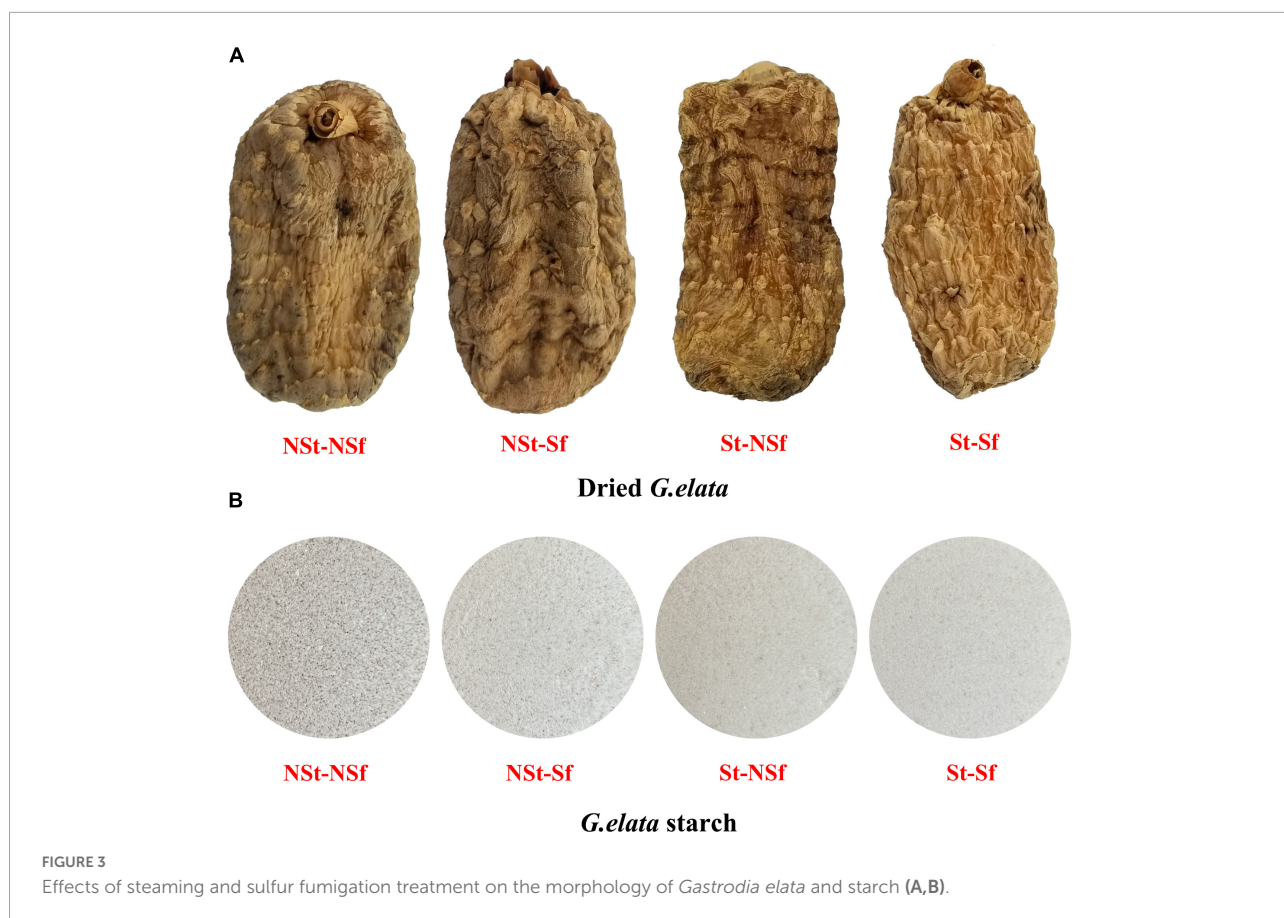 A
NSt-NSf NSt-Sf St-NSf St-Sf
Dried G.elata
B
NSt-NSf NSt-Sf St-NSf St-Sf
G.elata starch
FIGURE 3
Effects of steaming and sulfur fumigation treatment on the morphology of Gastrodia elata and starch (A,B).